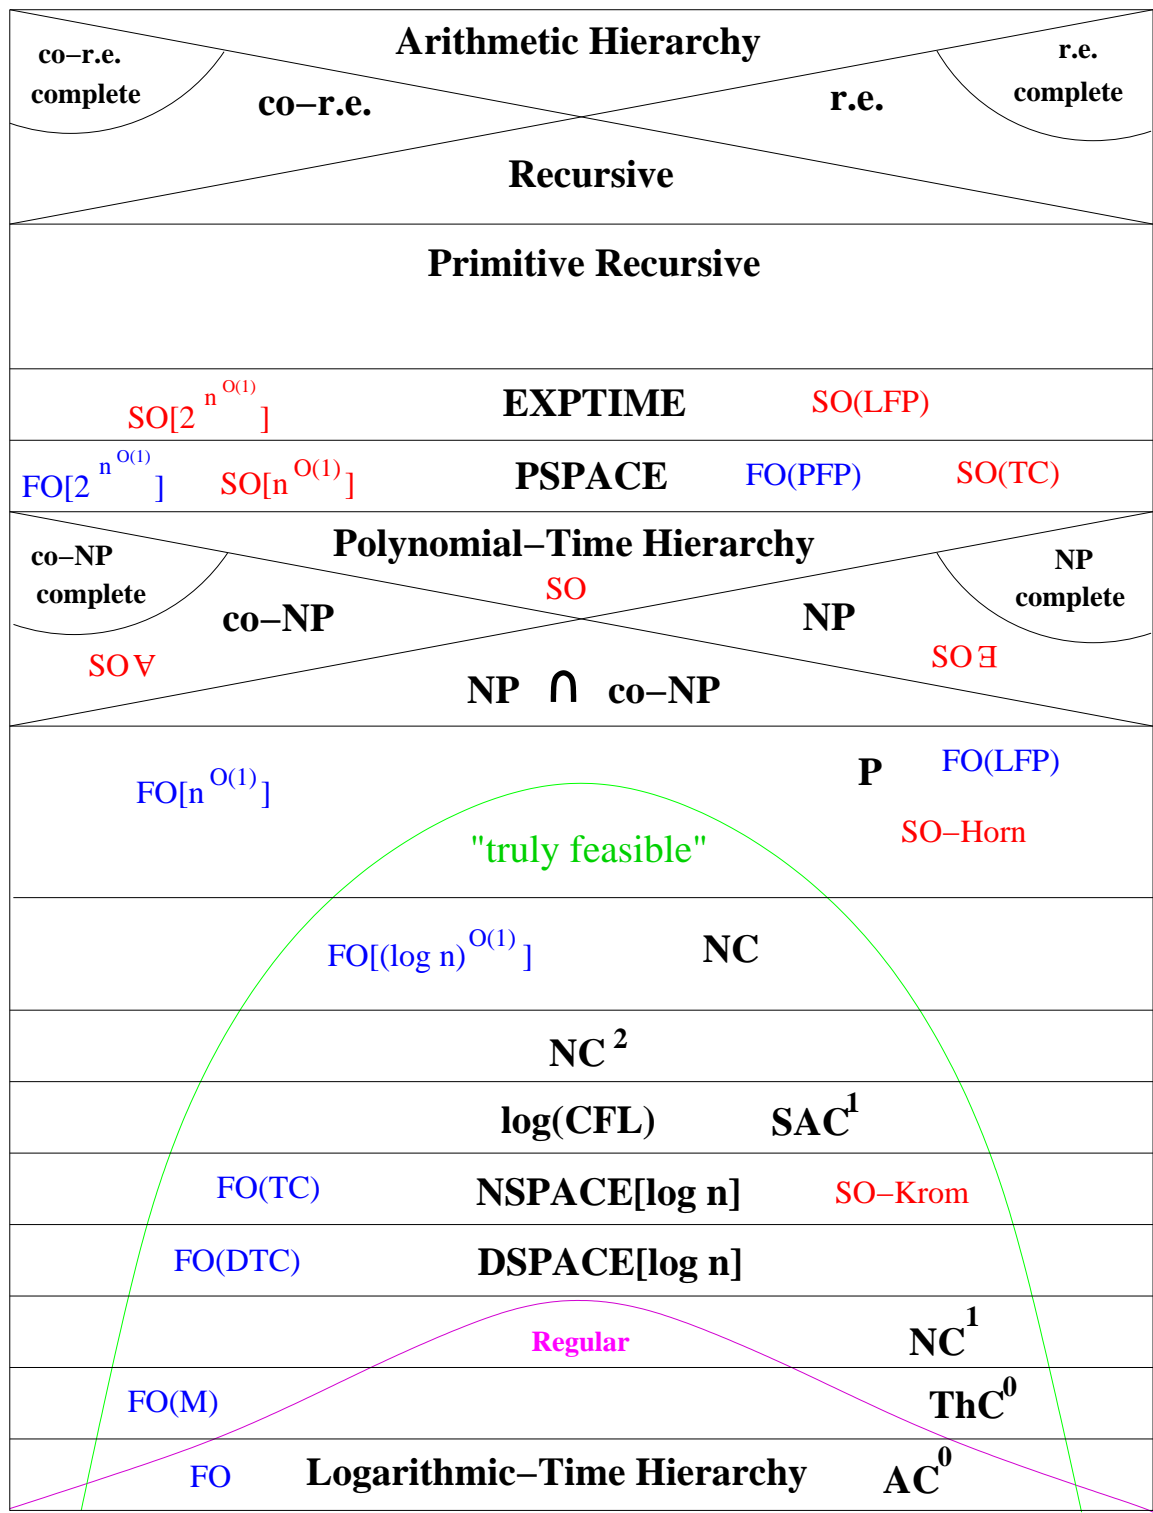 Arithmetic Hierarchy
co–r.e.
complete
r.e.
complete
co–r.e.
r.e.
Recursive
Primitive Recursive
SO[2^n^O(1)] EXPTIME SO(LFP)
FO[2^n^O(1)] SO[n^O(1)] PSPACE FO(PFP) SO(TC)
Polynomial–Time Hierarchy
co–NP
complete
NP
complete
SO
co–NP
NP
SO∀
SO∃
NP ∩ co–NP
FO[n^O(1)] P FO(LFP)
SO–Horn
"truly feasible"
FO[(log n)^O(1)] NC
NC^2
log(CFL) SAC^1
FO(TC) NSPACE[log n] SO–Krom
FO(DTC) DSPACE[log n]
Regular NC^1
FO(M) ThC^0
FO Logarithmic–Time Hierarchy AC^0